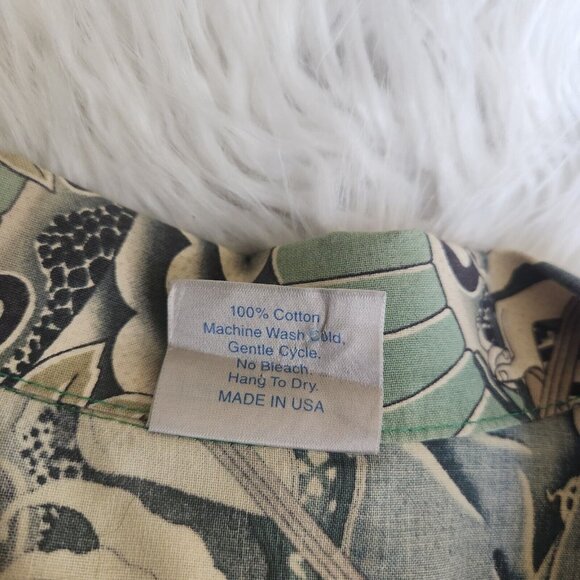 100% Cotton
Machine Wash Cold,
Gentle Cycle.
No Bleach.
Hang To Dry.
MADE IN USA